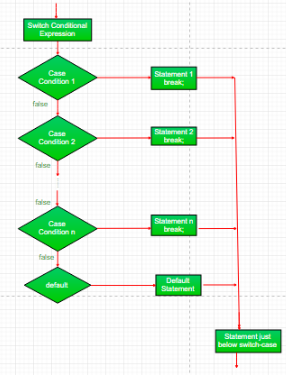 Switch Conditional
Expression
Case
Condition 1
Statement 1
break;
false
Case
Condition 2
Statement 2
break;
false
false
Case
Condition n
Statement n
break;
false
default
Default
Statement
Statement just
below switch-case